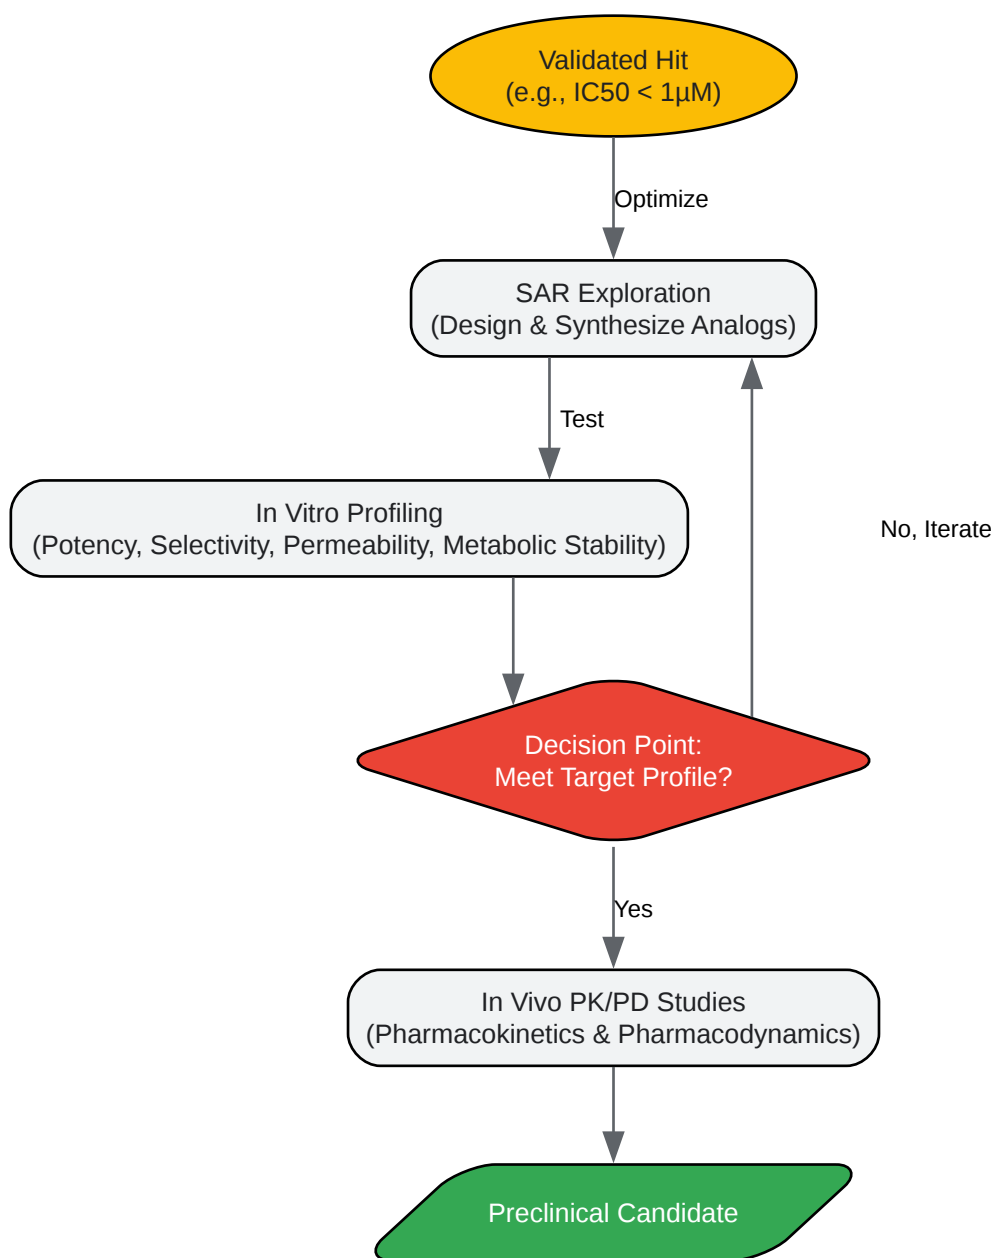 Validated Hit
(e.g., IC50 < 1µM)
Optimize
SAR Exploration
(Design & Synthesize Analogs)
Test
In Vitro Profiling
(Potency, Selectivity, Permeability, Metabolic Stability)
No, Iterate
Decision Point:
Meet Target Profile?
Yes
In Vivo PK/PD Studies
(Pharmacokinetics & Pharmacodynamics)
Preclinical Candidate